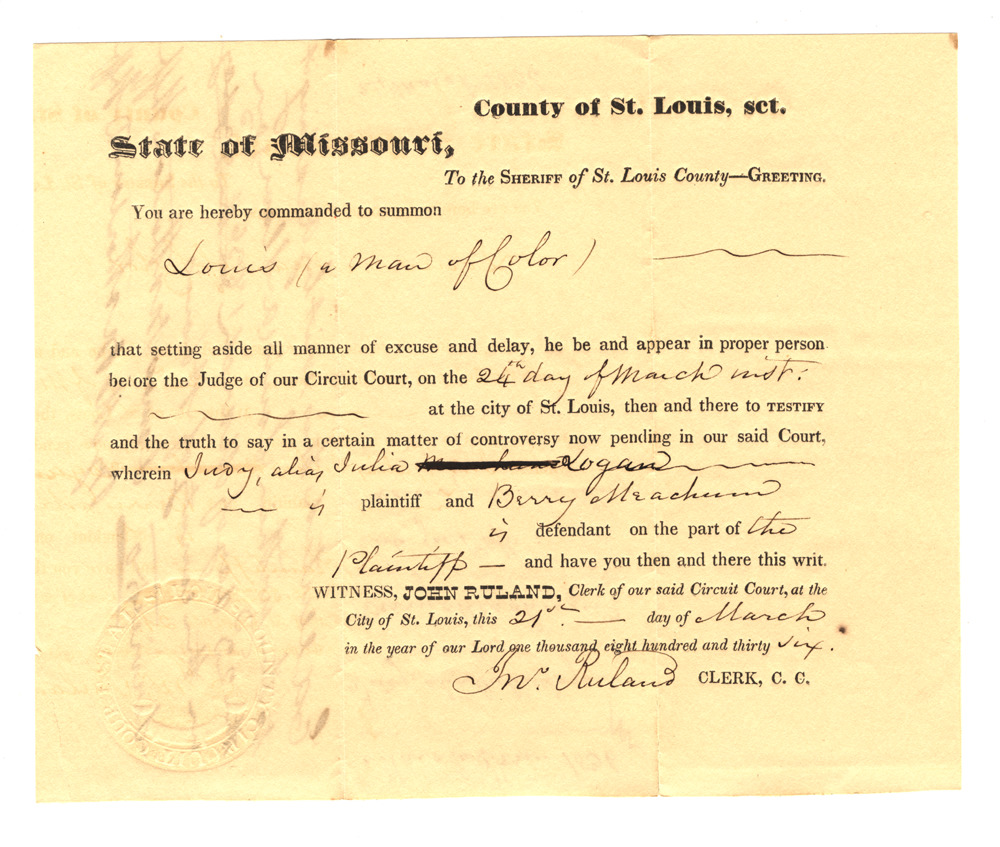 County of St. Louis, sct.
State of Missouri,
To the SHERIFF of St. Louis County—GREETING.
You are hereby commanded to summon
Louis (a man of Color)
that setting aside all manner of excuse and delay, he be and appear in proper person
before the Judge of our Circuit Court, on the 24th day of March inst:
at the city of St. Louis, then and there to TESTIFY
and the truth to say in a certain matter of controversy now pending in our said Court,
wherein Judy, alias Julia Logan
is plaintiff and Berry Meachum
is defendant on the part of the
Plaintiff — and have you then and there this writ.
WITNESS, JOHN RULAND, Clerk of our said Circuit Court, at the
City of St. Louis, this 21st. — day of March
in the year of our Lord one thousand eight hundred and thirty six.
Jno. Ruland CLERK, C. C.